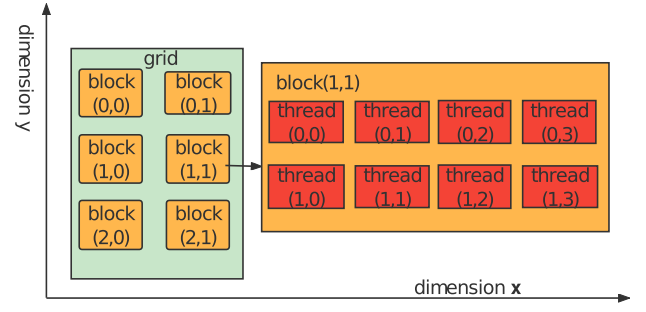 dimension y
grid
block
(0,0)
block
(0,1)
block
(1,0)
block
(1,1)
block
(2,0)
block
(2,1)
block(1,1)
thread
(0,0)
thread
(0,1)
thread
(0,2)
thread
(0,3)
thread
(1,0)
thread
(1,1)
thread
(1,2)
thread
(1,3)
dimension x